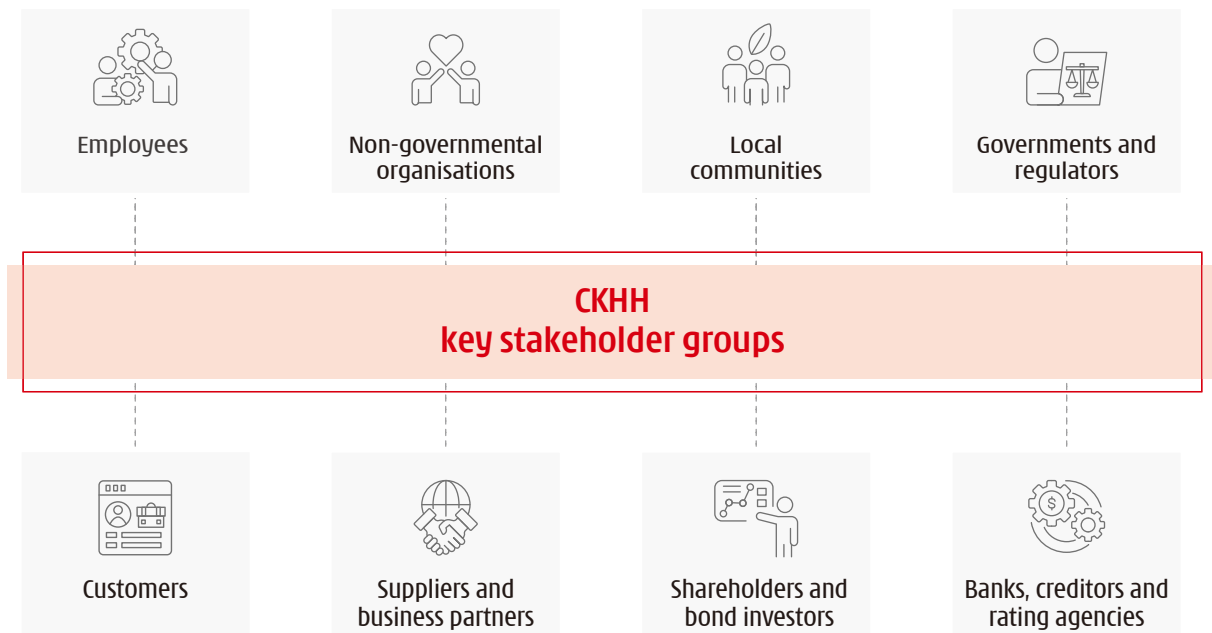 Employees
Non-governmental
organisations
Local
communities
Governments and
regulators
CKHH
key stakeholder groups
Customers
Suppliers and
business partners
Shareholders and
bond investors
Banks, creditors and
rating agencies